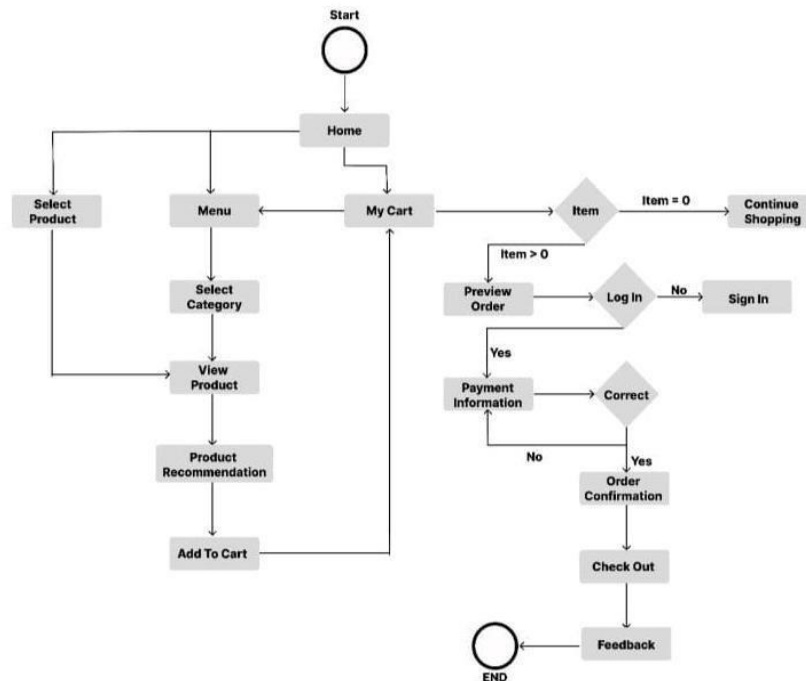 Start
Home
Select
Product
Menu
My Cart
Item
Item = 0
Continue
Shopping
Item > 0
Select
Category
Preview
Order
Log In
No
Sign In
Yes
View
Product
Payment
Information
Correct
No
Yes
Product
Recommendation
Order
Confirmation
Add To Cart
Check Out
Feedback
END